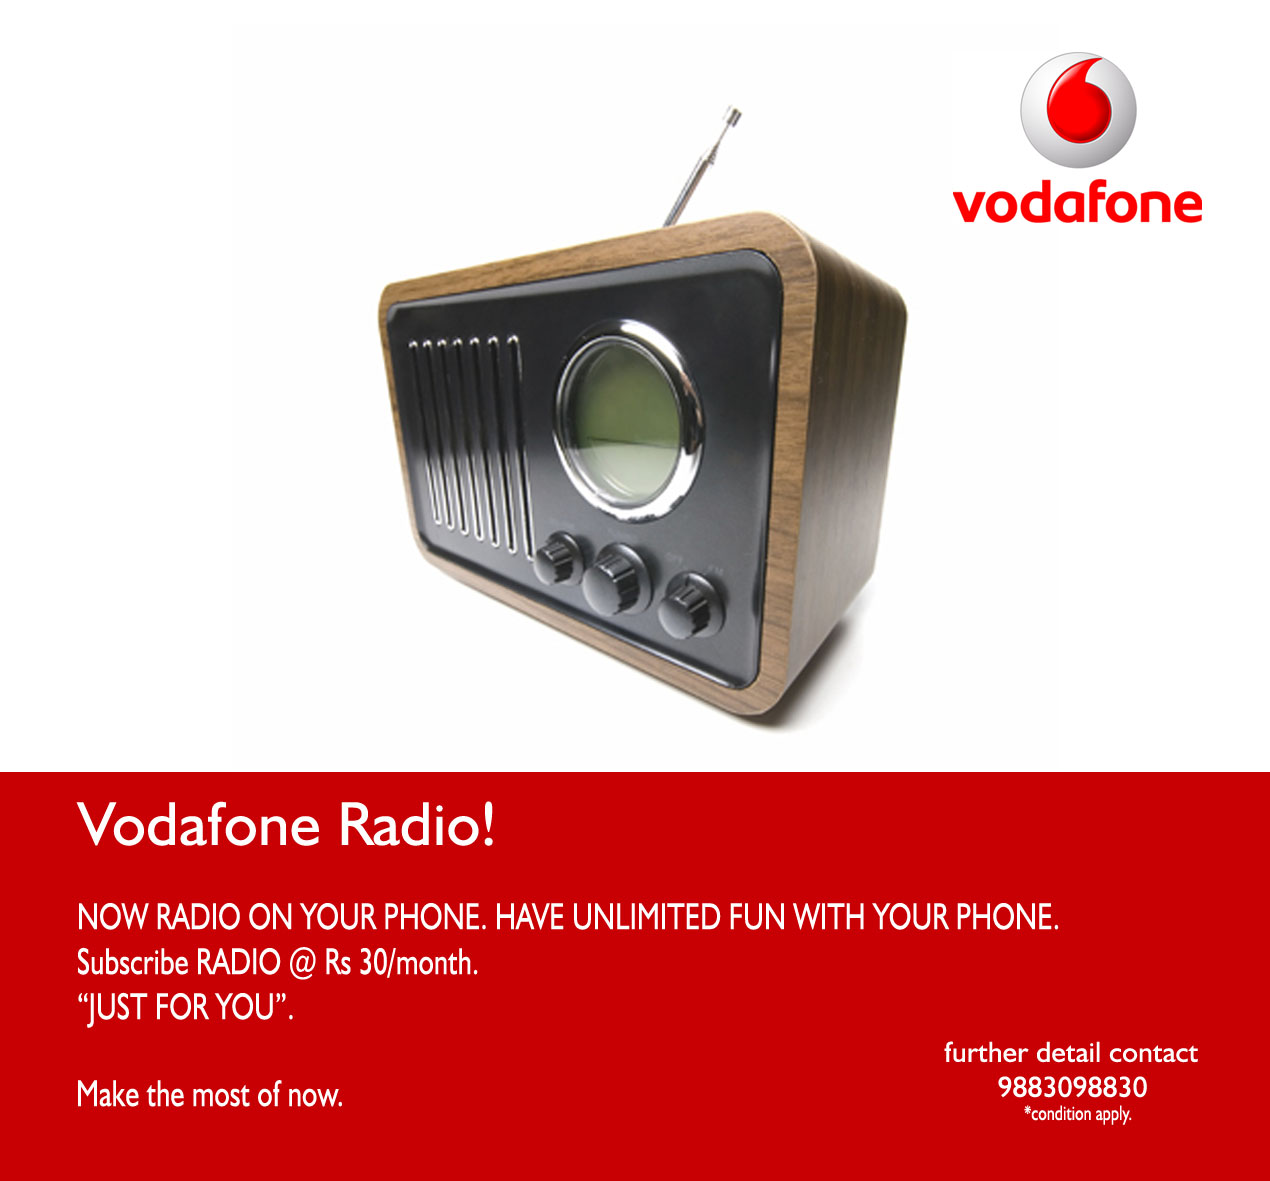 vodafone
Vodafone Radio!
NOW RADIO ON YOUR PHONE. HAVE UNLIMITED FUN WITH YOUR PHONE.
Subscribe RADIO @ Rs 30/month.
“JUST FOR YOU”.
Make the most of now.
further detail contact
9883098830
*condition apply.